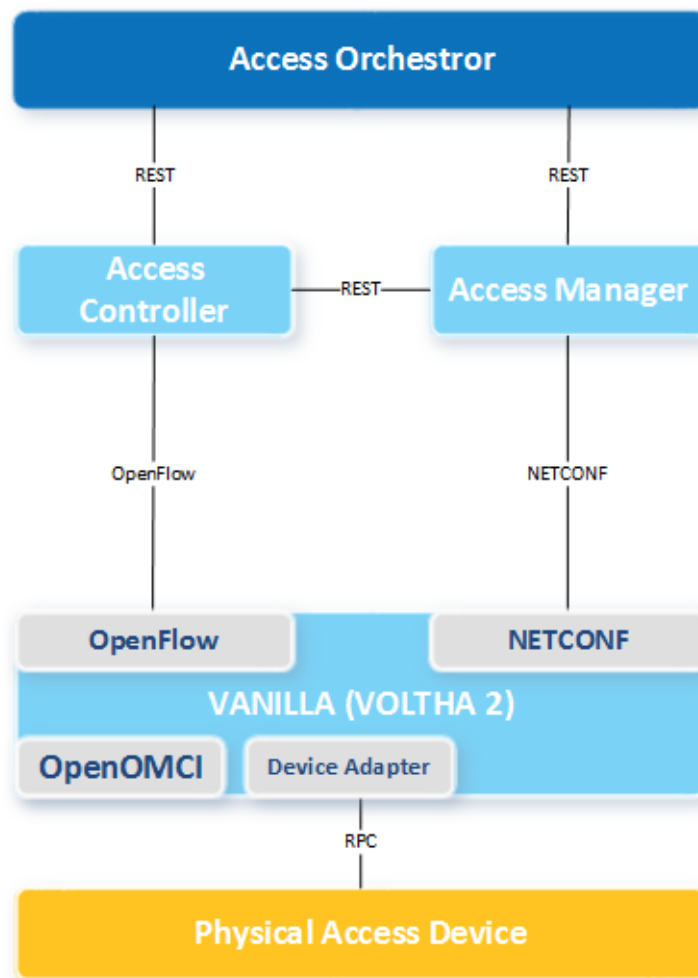 Access Orchestror
REST
REST
Access
Controller
REST
Access Manager
OpenFlow
NETCONF
OpenFlow
NETCONF
VANILLA (VOLTHA 2)
OpenOMCI
Device Adapter
RPC
Physical Access Device